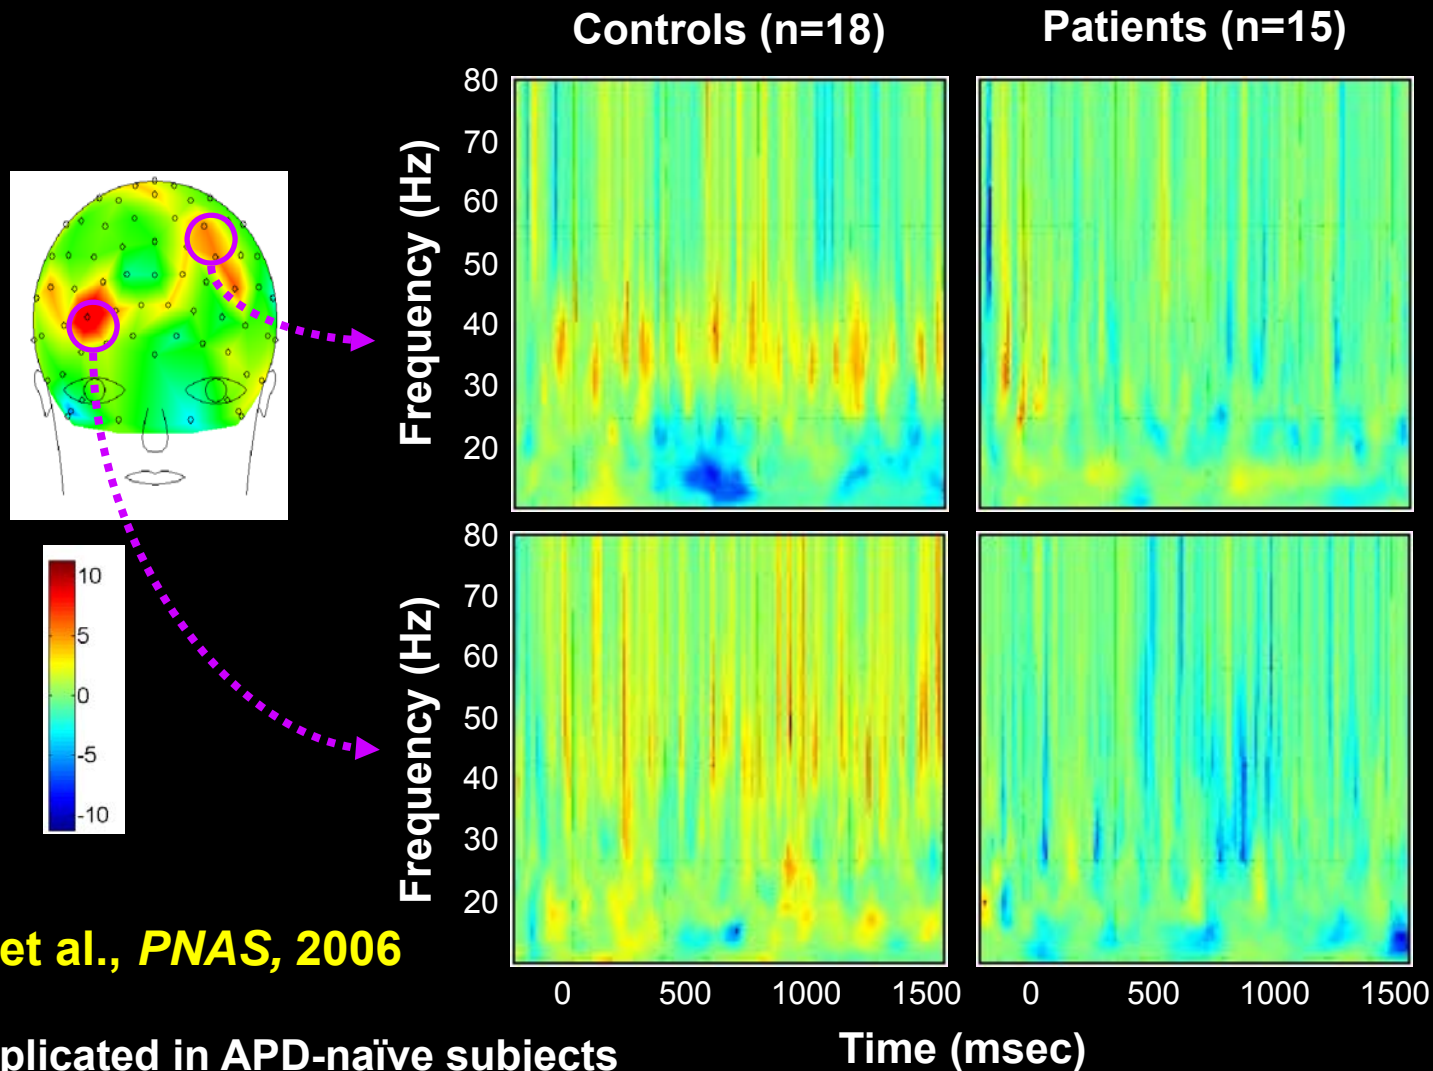 Controls (n=18)
Patients (n=15)
80
70
60
50
40
30
20
Frequency (Hz)
10
5
0
-5
-10
80
70
60
50
40
30
20
Frequency (Hz)
et al., PNAS, 2006
0 500 1000 1500
0 500 1000 1500
Time (msec)
plicated in APD-naïve subjects